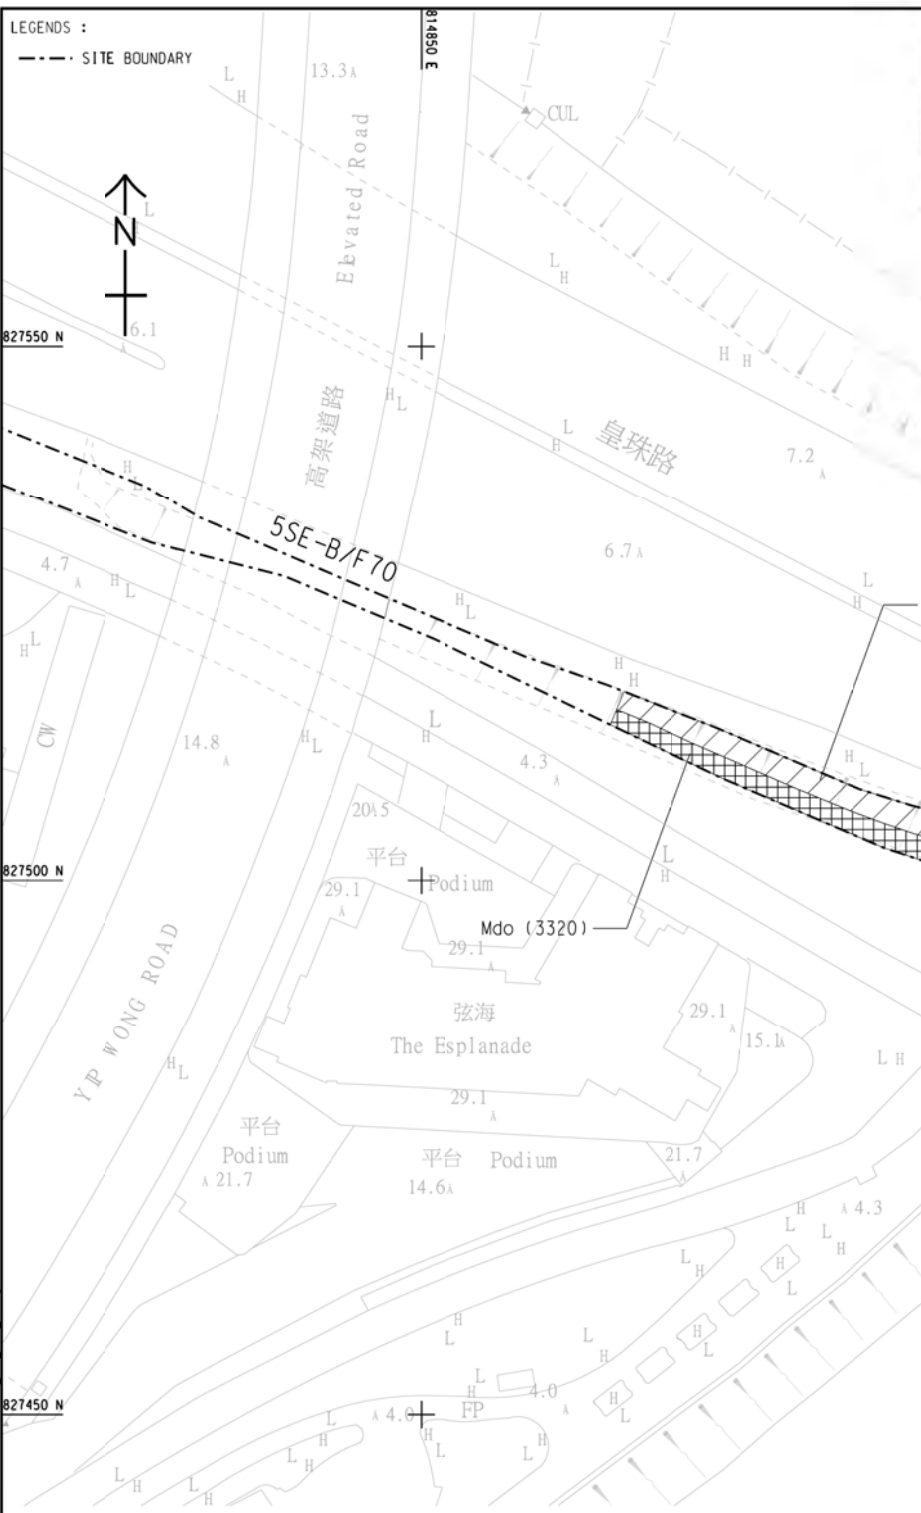 LEGENDS :
SITE BOUNDARY
814850 E
13.3
L
H
CUL
Elevated Road
N
L
L
H
827550 N
6.1
H H
高架道路
H L
L
H
皇珠路
7.2
H
L
5SE-B/F70
6.7
4.7
H L
H L
L
H
H L
H
H
CW
14.8
H L
L
H
4.3
H
L
20.5
平台
Podium
L
H
827500 N
29.1
Mdo (3320)
29.1
YIP WONG ROAD
弦海
The Esplanade
29.1
15.1
L H
H L
29.1
平台
Podium
平台 Podium
21.7
21.7
14.6
H
L
4.3
L
H
L
H
H
L
H
L
L
H
H
L
L
H
4.0
H
L
827450 N
4.0
FP
L
H
H
L
H
L
L
H
L
H
L
H